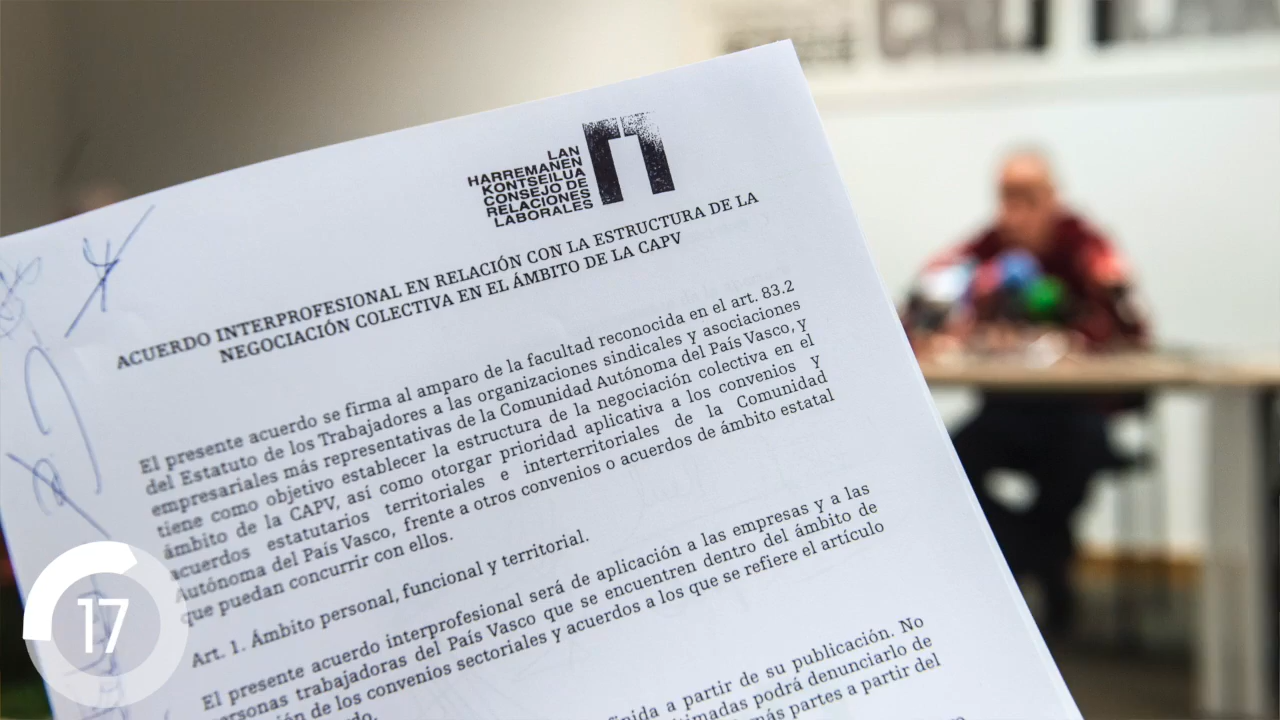 LAN
HARREMANEN
KONTSEILUA
CONSEJO DE
RELACIONES
LABORALES
ACUERDO INTERPROFESIONAL EN RELACIÓN CON LA ESTRUCTURA DE LA
NEGOCIACIÓN COLECTIVA EN EL ÁMBITO DE LA CAPV
El presente acuerdo se firma al amparo de la facultad reconocida en el art. 83.2
del Estatuto de los Trabajadores a las organizaciones sindicales y asociaciones
empresariales más representativas de la Comunidad Autónoma del País Vasco, y
tiene como objetivo establecer la estructura de la negociación colectiva en el
ámbito de la CAPV, así como otorgar prioridad aplicativa a los convenios y
acuerdos estatutarios territoriales e interterritoriales de la Comunidad
Autónoma del País Vasco, frente a otros convenios o acuerdos de ámbito estatal
que puedan concurrir con ellos.
Art. 1. Ámbito personal, funcional y territorial.
El presente acuerdo interprofesional será de aplicación a las empresas y a las
personas trabajadoras del País Vasco que se encuentren dentro del ámbito de
de los convenios sectoriales y acuerdos a los que se refiere el artículo
a partir de su publicación. No
podrá denunciarlo de
más partes a partir del
17